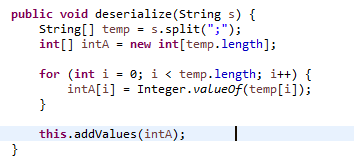 public void deserialize(String s) {
    String[] temp = s.split(";");
    int[] intA = new int[temp.length];

    for (int i = 0; i < temp.length; i++) {
        intA[i] = Integer.valueOf(temp[i]);
    }

    this.addValues(intA);
}